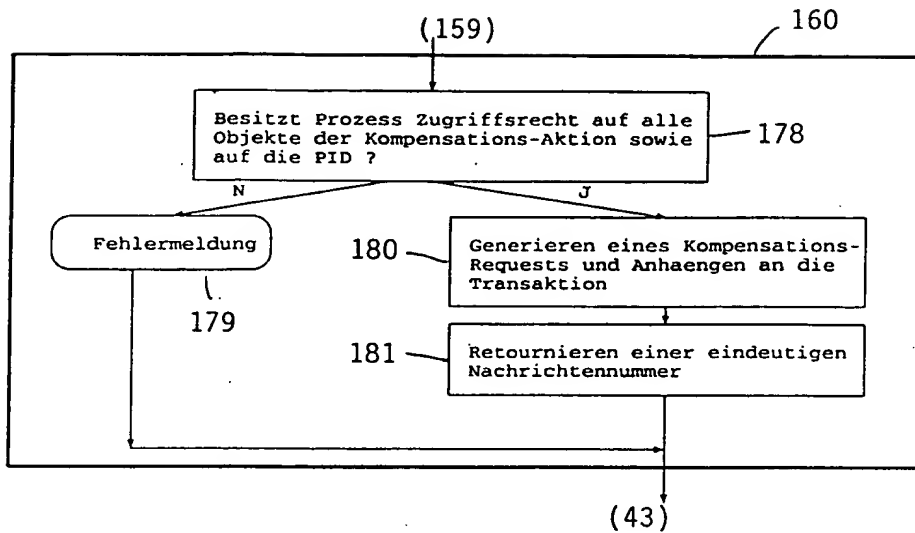 (159)
160
Besitzt Prozess Zugriffsrecht auf alle
Objekte der Kompensations-Aktion sowie
auf die PID ?
178
N
J
Fehlermeldung
179
180
Generieren eines Kompensations-
Requests und Anhaengen an die
Transaktion
181
Retournieren einer eindeutigen
Nachrichtennummer
(43)